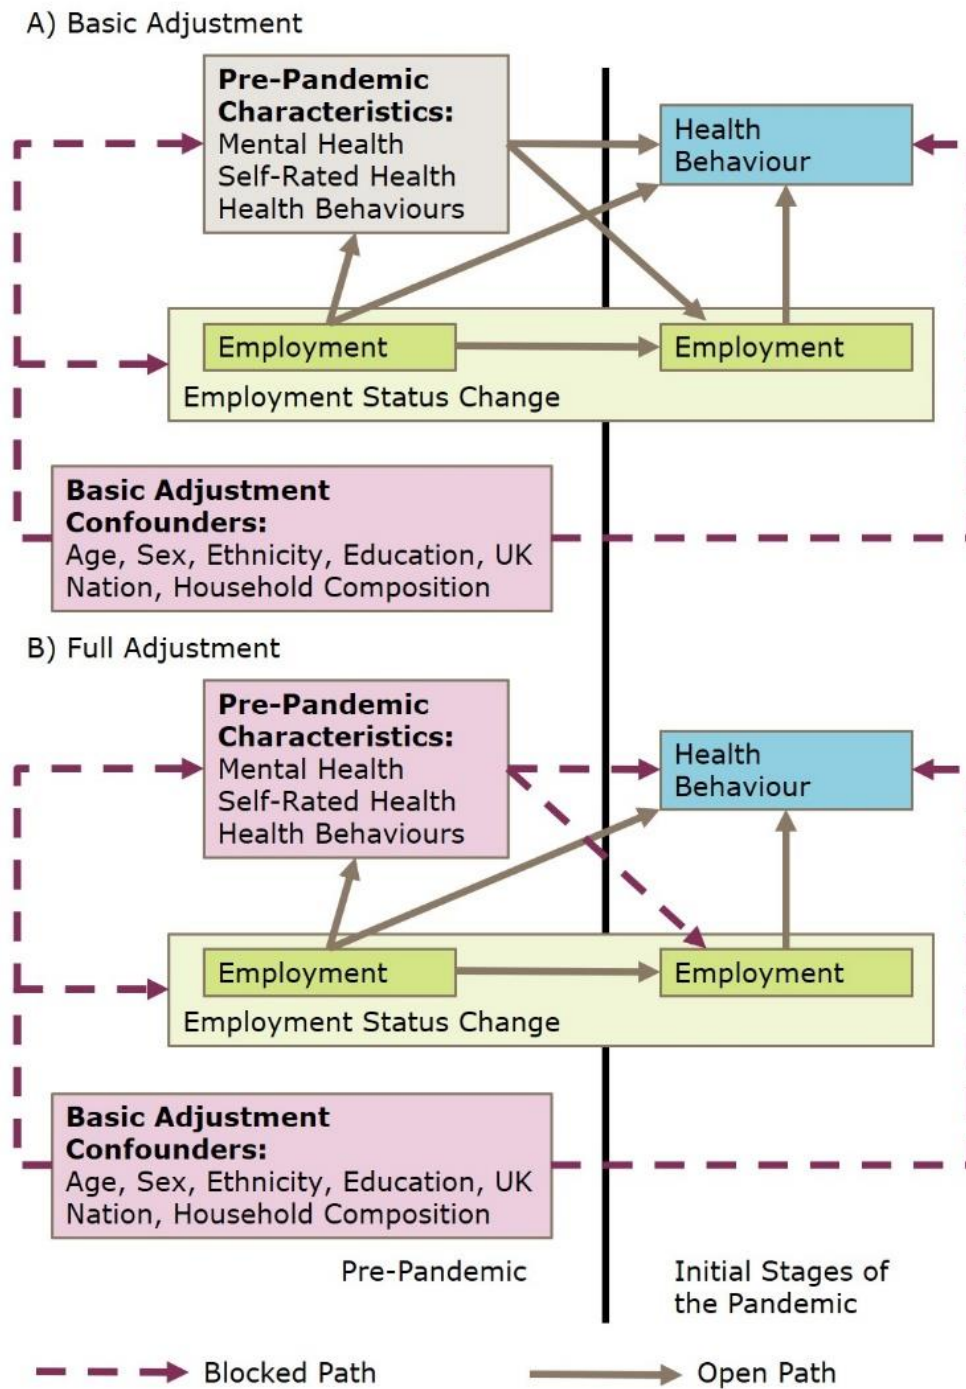 A) Basic Adjustment
Pre-Pandemic
Characteristics:
Mental Health
Self-Rated Health
Health Behaviours
Health
Behaviour
Employment
Employment
Employment Status Change
Basic Adjustment
Confounders:
Age, Sex, Ethnicity, Education, UK
Nation, Household Composition
B) Full Adjustment
Pre-Pandemic
Characteristics:
Mental Health
Self-Rated Health
Health Behaviours
Health
Behaviour
Employment
Employment
Employment Status Change
Basic Adjustment
Confounders:
Age, Sex, Ethnicity, Education, UK
Nation, Household Composition
Pre-Pandemic
Initial Stages of
the Pandemic
Blocked Path
Open Path